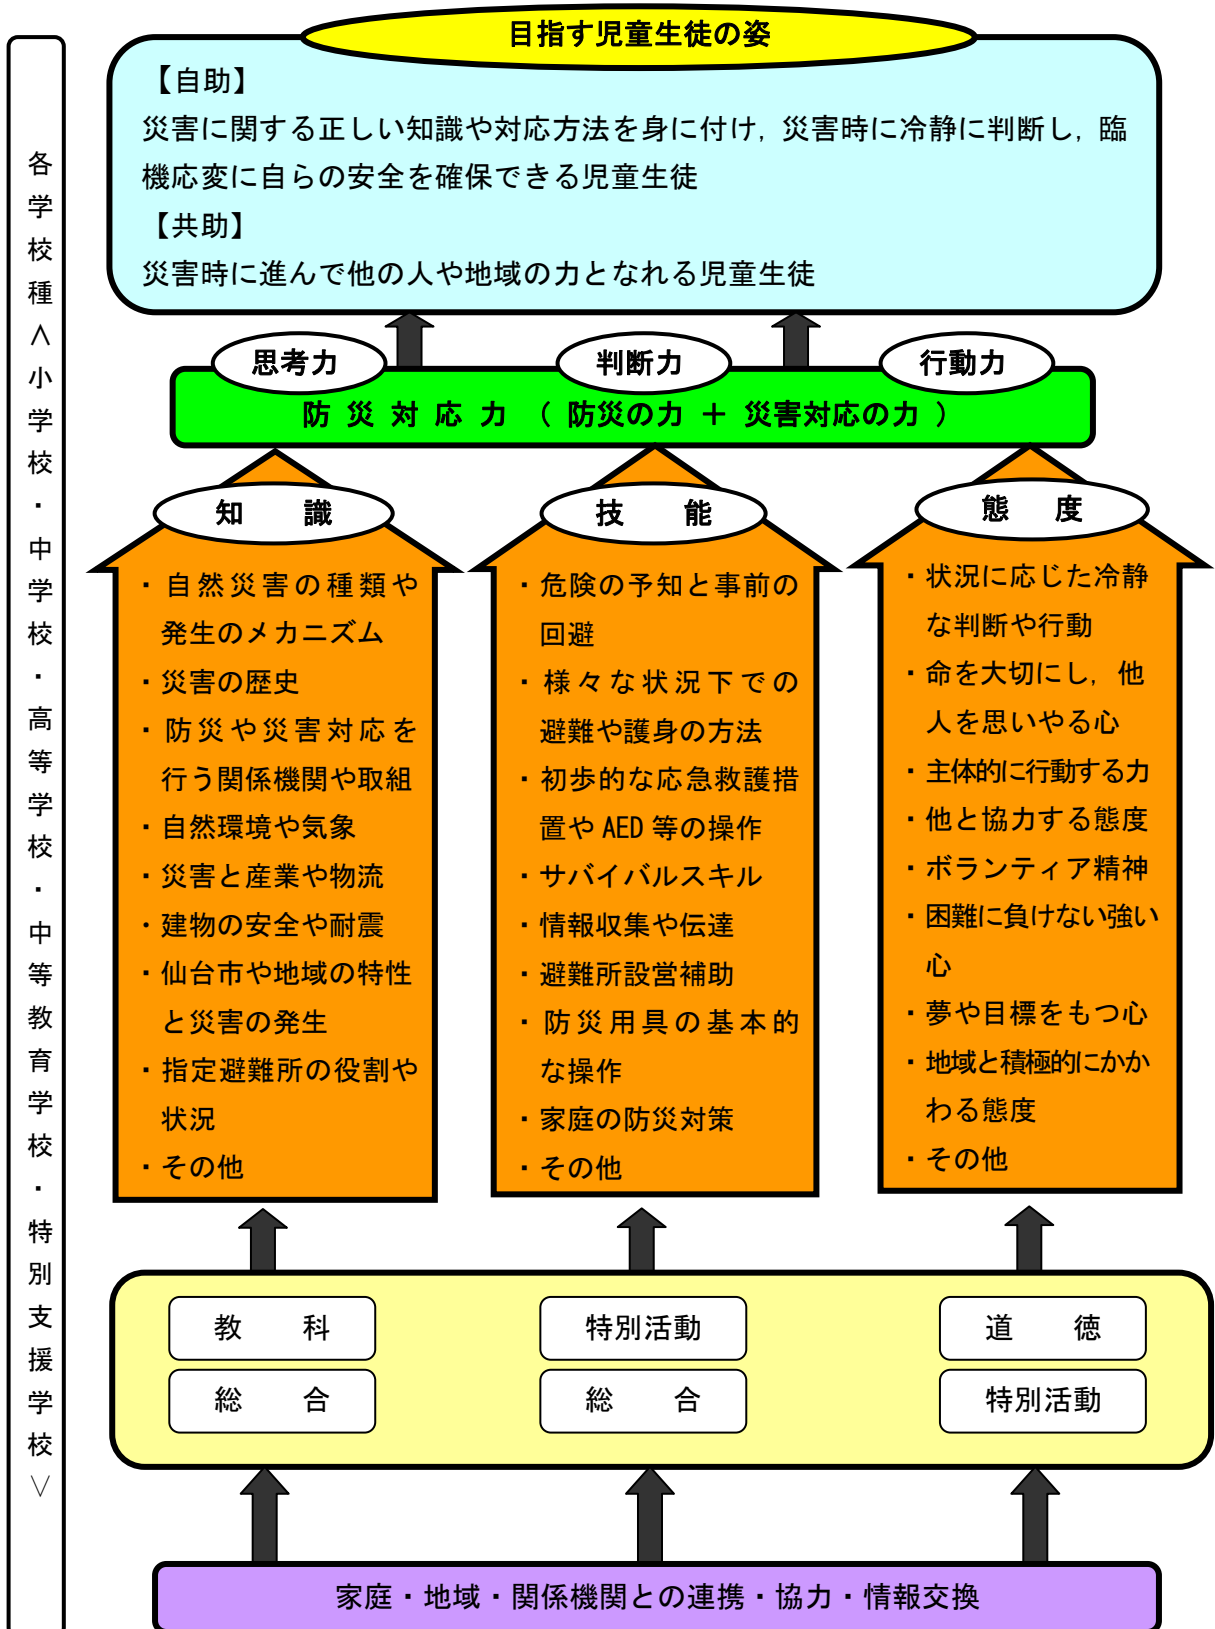 目指す児童生徒の姿
【自助】
災害に関する正しい知識や対応方法を身に付け，災害時に冷静に判断し，臨
機応変に自らの安全を確保できる児童生徒
【共助】
災害時に進んで他の人や地域の力となれる児童生徒
各学校種＜小学校・中学校・高等学校・中等教育学校・特別支援学校＞
思考力
判断力
行動力
防災対応力（防災の力＋災害対応の力）
知　識
・自然災害の種類や
発生のメカニズム
・災害の歴史
・防災や災害対応を
行う関係機関や取組
・自然環境や気象
・災害と産業や物流
・建物の安全や耐震
・仙台市や地域の特性
と災害の発生
・指定避難所の役割や
状況
・その他
技　能
・危険の予知と事前の
回避
・様々な状況下での
避難や護身の方法
・初歩的な応急救護措
置や AED 等の操作
・サバイバルスキル
・情報収集や伝達
・避難所設営補助
・防災用具の基本的
な操作
・家庭の防災対策
・その他
態　度
・状況に応じた冷静
な判断や行動
・命を大切にし，他
人を思いやる心
・主体的に行動する力
・他と協力する態度
・ボランティア精神
・困難に負けない強い
心
・夢や目標をもつ心
・地域と積極的にかか
わる態度
・その他
教　科
総　合
特別活動
総　合
道　徳
特別活動
家庭・地域・関係機関との連携・協力・情報交換